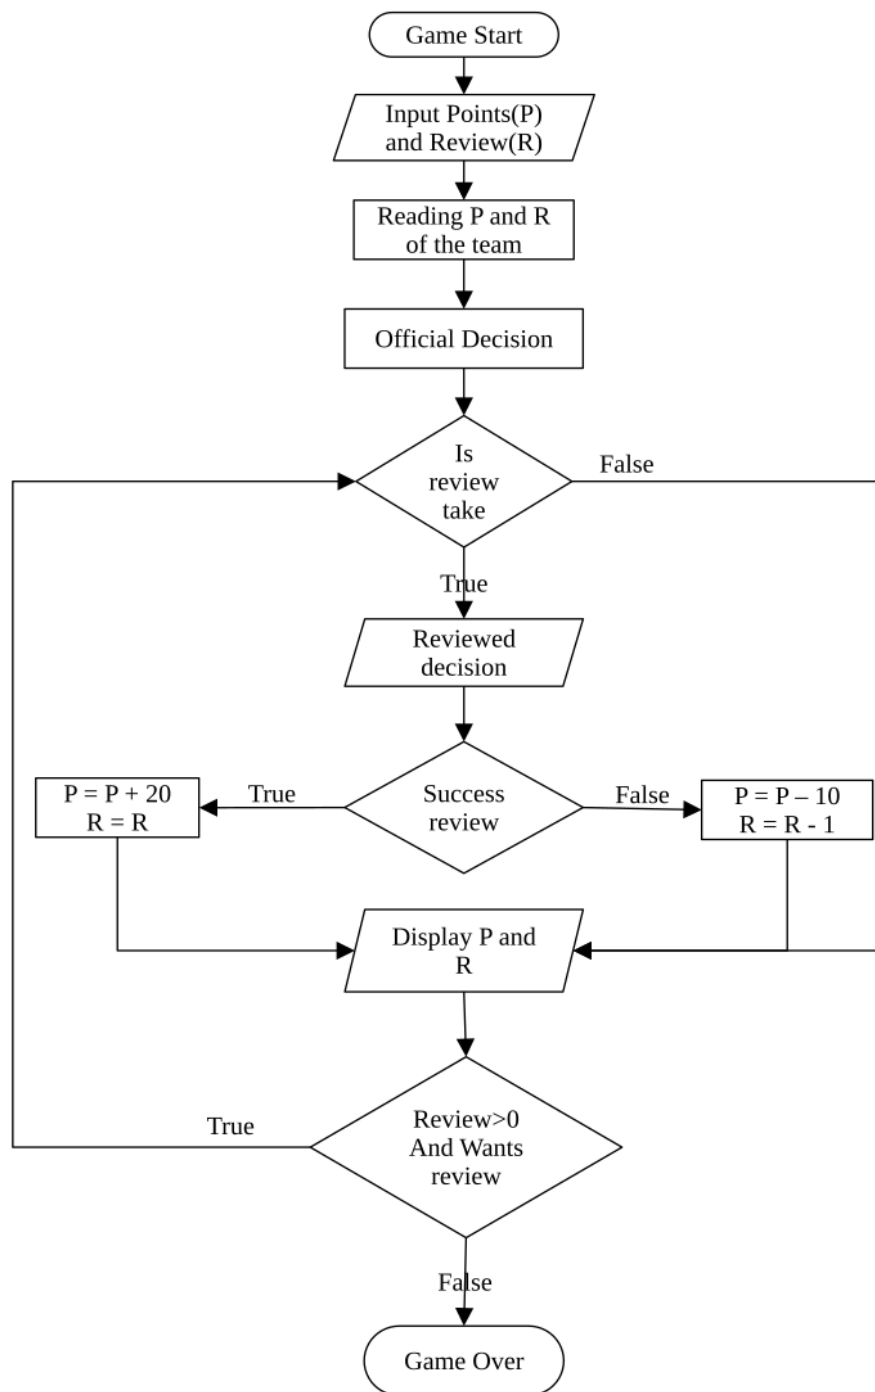 Game Start
Input Points(P)
and Review(R)
Reading P and R
of the team
Official Decision
Is
review
take
False
True
Reviewed
decision
Success
review
True
False
P = P + 20
R = R
P = P – 10
R = R - 1
Display P and
R
Review>0
And Wants
review
True
False
Game Over